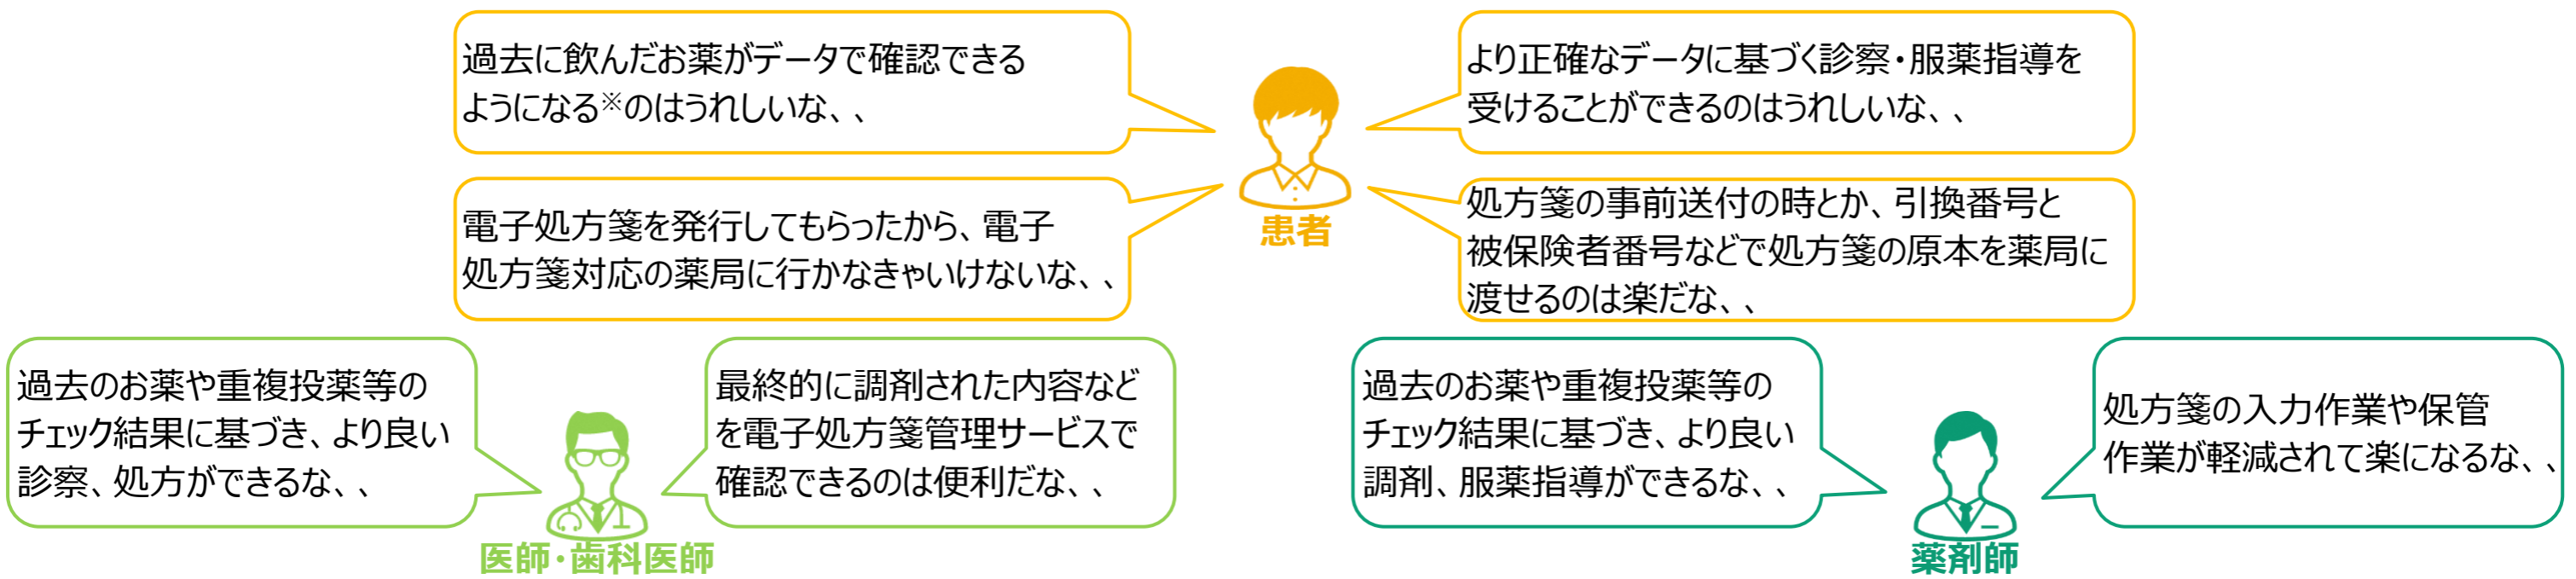 過去に飲んだお薬がデータで確認できる
ようになる※のはうれしいな、、
より正確なデータに基づく診察・服薬指導を
受けることができるのはうれしいな、、
電子処方箋を発行してもらったから、電子
処方箋対応の薬局に行かなきゃいけないな、、
処方箋の事前送付の時とか、引換番号と
被保険者番号などで処方箋の原本を薬局に
渡せるのは楽だな、、
患者
過去のお薬や重複投薬等の
チェック結果に基づき、より良い
診察、処方ができるな、、
最終的に調剤された内容など
を電子処方箋管理サービスで
確認できるのは便利だな、、
医師・歯科医師
過去のお薬や重複投薬等の
チェック結果に基づき、より良い
調剤、服薬指導ができるな、、
処方箋の入力作業や保管
作業が軽減されて楽になるな、、
薬剤師